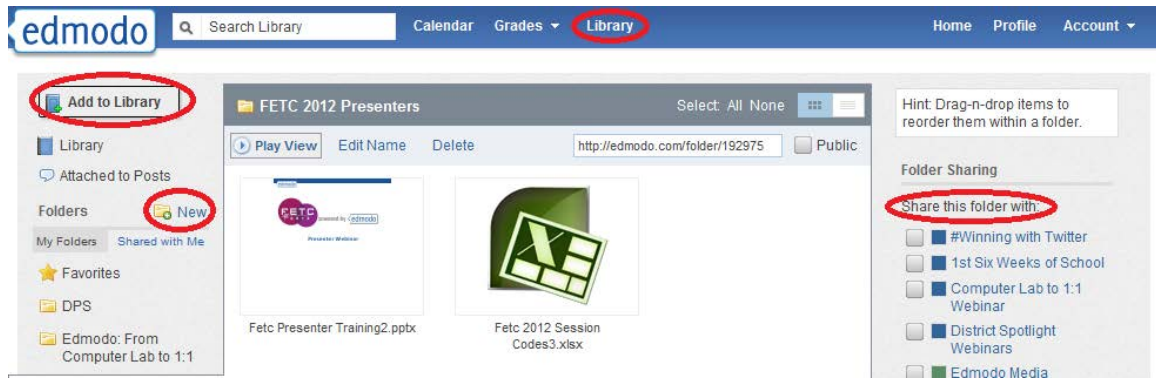 edmodo
Search Library
Calendar Grades Library
Home Profile Account
Add to Library
Library
Attached to Posts
Folders New
My Folders Shared with Me
Favorites
DPS
Edmodo: From
Computer Lab to 1:1
FETC 2012 Presenters
Select: All None
Play View Edit Name Delete
http://edmodo.com/folder/192975
Public
FETC
powered by edmodo
Presenter Webinar
Fetc Presenter Training2.pptx
Fetc 2012 Session
Codes3.xlsx
Hint: Drag-n-drop items to
reorder them within a folder.
Folder Sharing
Share this folder with:
#Winning with Twitter
1st Six Weeks of School
Computer Lab to 1:1
Webinar
District Spotlight
Webinars
Edmodo Media